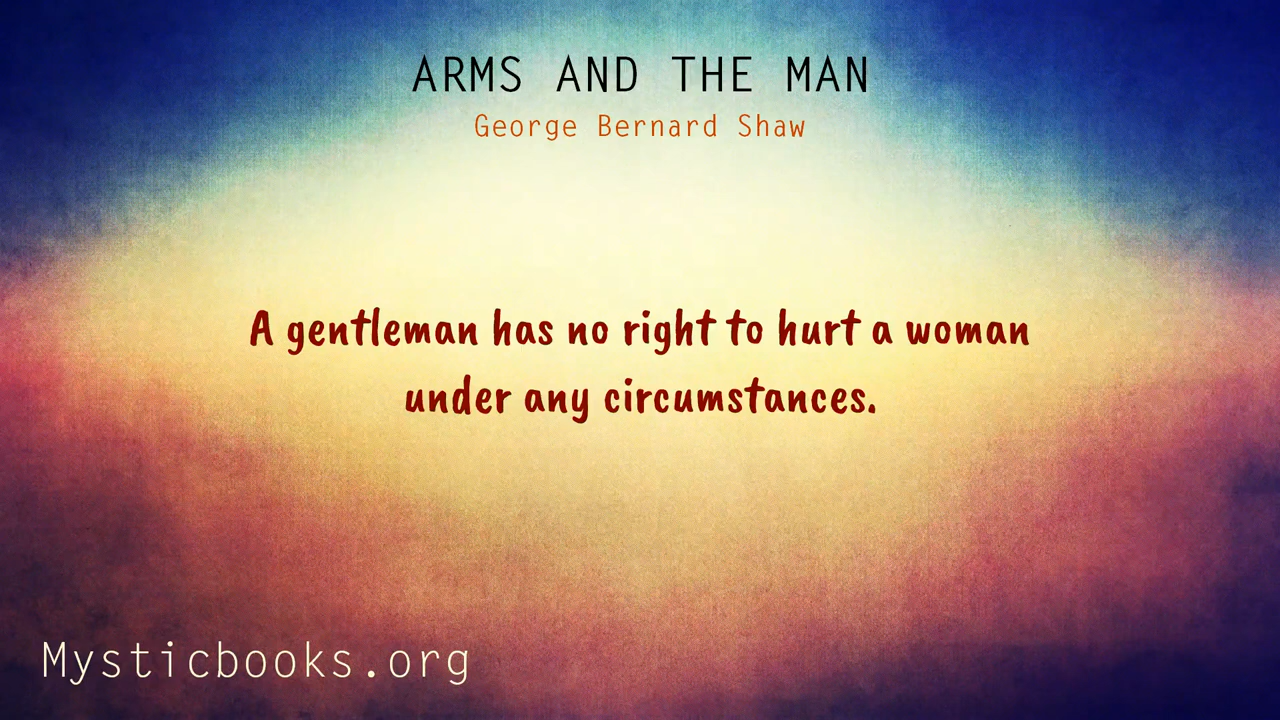 ARMS AND THE MAN
George Bernard Shaw
A gentleman has no right to hurt a woman
under any circumstances.
Mysticbooks.org